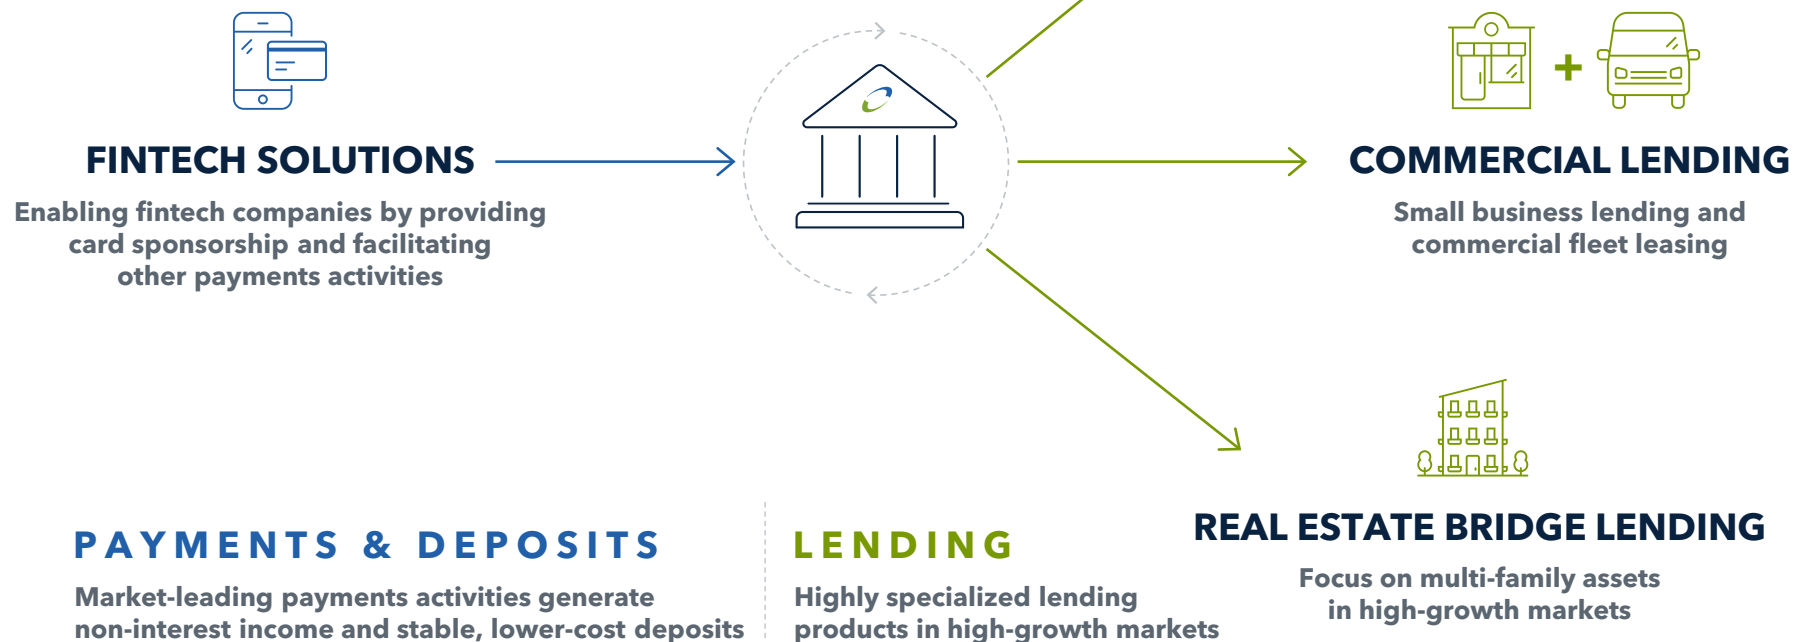 FINTECH SOLUTIONS
Enabling fintech companies by providing
card sponsorship and facilitating
other payments activities
COMMERCIAL LENDING
Small business lending and
commercial fleet leasing
REAL ESTATE BRIDGE LENDING
Focus on multi-family assets
in high-growth markets
PAYMENTS & DEPOSITS
Market-leading payments activities generate
non-interest income and stable, lower-cost deposits
LENDING
Highly specialized lending
products in high-growth markets